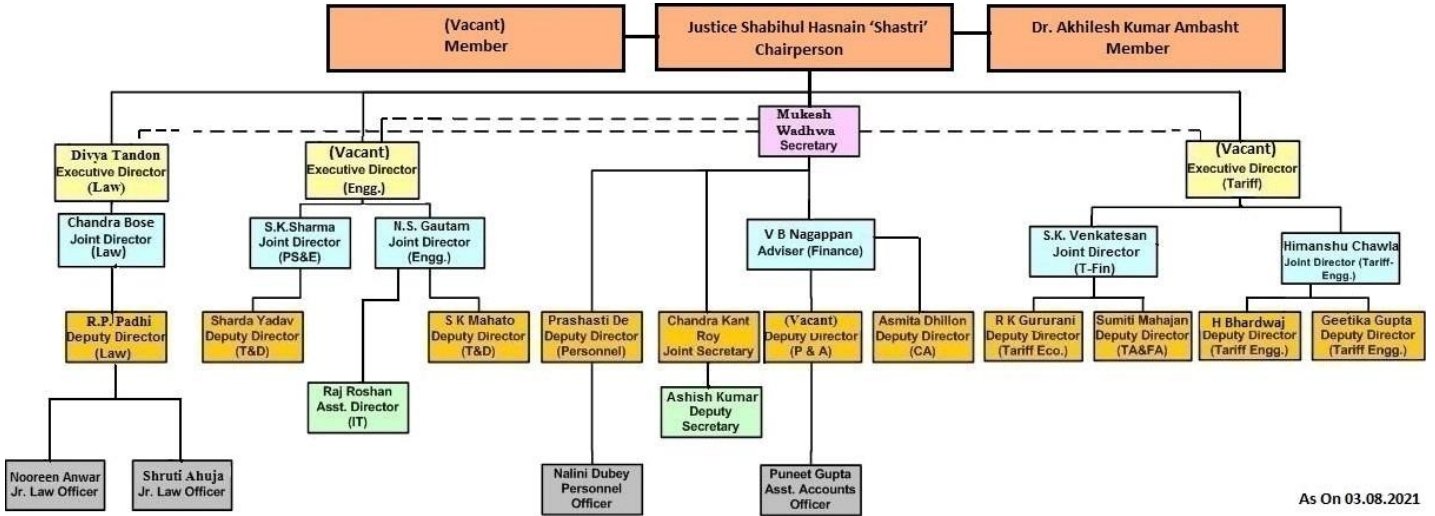 (Vacant)
Member
Justice Shabihul Hasnain ‘Shastri’
Chairperson
Dr. Akhilesh Kumar Ambasht
Member
Mukesh
Wadhwa
Secretary
Divya Tandon
Executive Director
(Law)
(Vacant)
Executive Director
(Engg.)
(Vacant)
Executive Director
(Tariff)
Chandra Bose
Joint Director
(Law)
S.K.Sharma
Joint Director
(PS&E)
N.S. Gautam
Joint Director
(Engg.)
V B Nagappan
Adviser (Finance)
S.K. Venkatesan
Joint Director
(T-Fin)
Himanshu Chawla
Joint Director (Tariff-
Engg.)
R.P. Padhi
Deputy Director
(Law)
Sharda Yadav
Deputy Director
(T&D)
S K Mahato
Deputy Director
(T&D)
Prashasti De
Deputy Director
(Personnel)
Chandra Kant
Roy
Joint Secretary
(Vacant)
Deputy Director
(P & A)
Asmita Dhillon
Deputy Director
(CA)
R K Gururani
Deputy Director
(Tariff Eco.)
Sumiti Mahajan
Deputy Director
(TA&FA)
H Bhardwaj
Deputy Director
(Tariff Engg.)
Geetika Gupta
Deputy Director
(Tariff Engg.)
Raj Roshan
Asst. Director
(IT)
Ashish Kumar
Deputy
Secretary
Nooreen Anwar
Jr. Law Officer
Shruti Ahuja
Jr. Law Officer
Nalini Dubey
Personnel
Officer
Puneet Gupta
Asst. Accounts
Officer
As On 03.08.2021